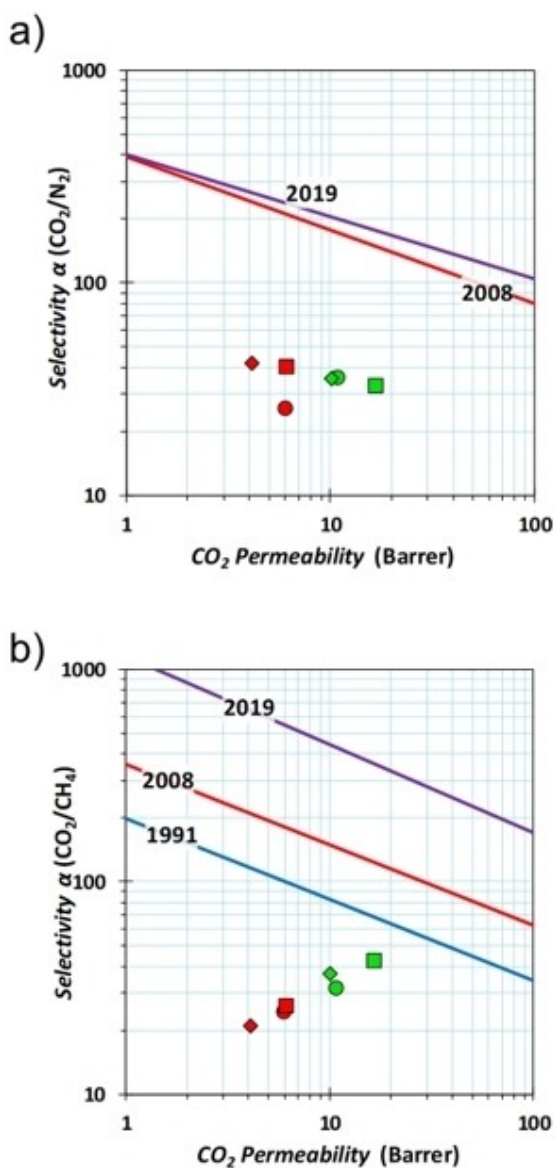 a)
1000
2019
2008
100
10
1
10
100
Selectivity α (CO₂/N₂)
CO₂ Permeability (Barrer)
b)
1000
2019
2008
1991
100
10
1
10
100
Selectivity α (CO₂/CH₄)
CO₂ Permeability (Barrer)